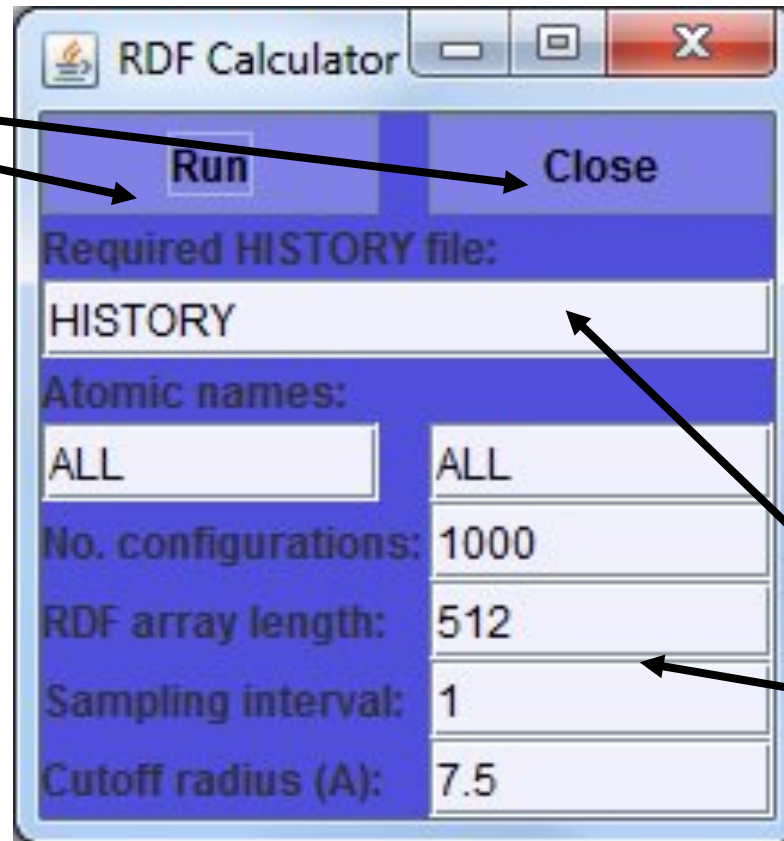 RDF Calculator
Run Close
Required HISTORY file:
HISTORY
Atomic names:
ALL ALL
No. configurations: 1000
RDF array length: 512
Sampling interval: 1
Cutoff radius (A): 7.5